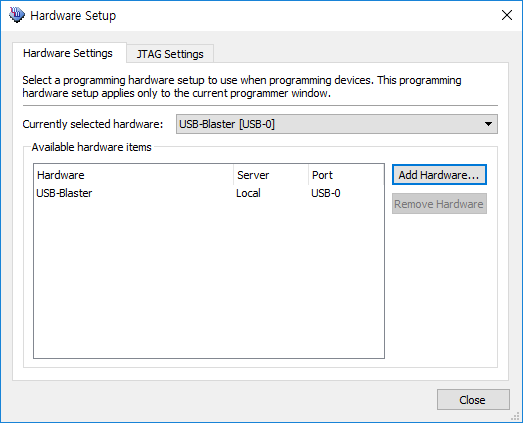 Hardware Setup
Hardware Settings
JTAG Settings
Select a programming hardware setup to use when programming devices. This programming
hardware setup applies only to the current programmer window.
Currently selected hardware: USB-Blaster [USB-0]
Available hardware items
Hardware Server Port
USB-Blaster Local USB-0
Add Hardware...
Remove Hardware
Close